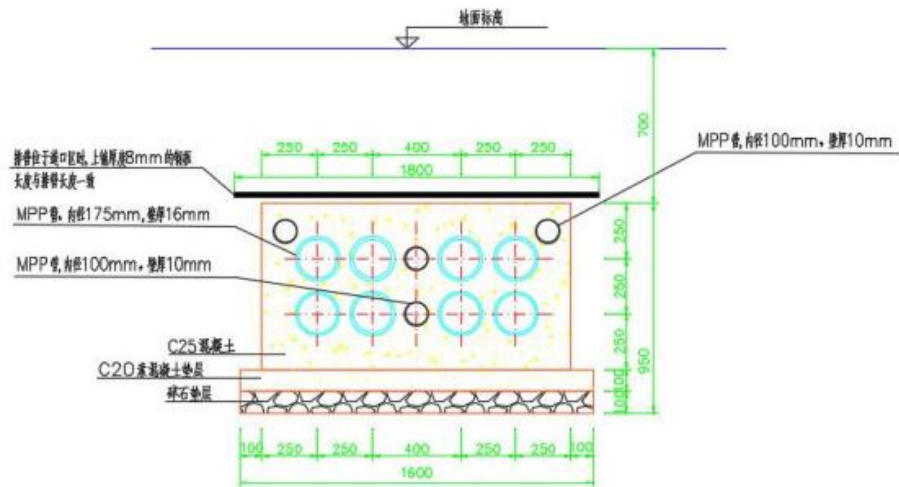 地面标高
700
250 250 400 250 250
1800
MPP管,内径100mm,壁厚10mm
排管位于道口区时,上铺厚度8mm的钢板
长度与排管长度一致
MPP管,内径175mm,壁厚16mm
MPP管,内径100mm,壁厚10mm
250
250
250
950
C25混凝土
C20素混凝土垫层
碎石垫层
100
100
100 250 250 400 250 250 100
1600